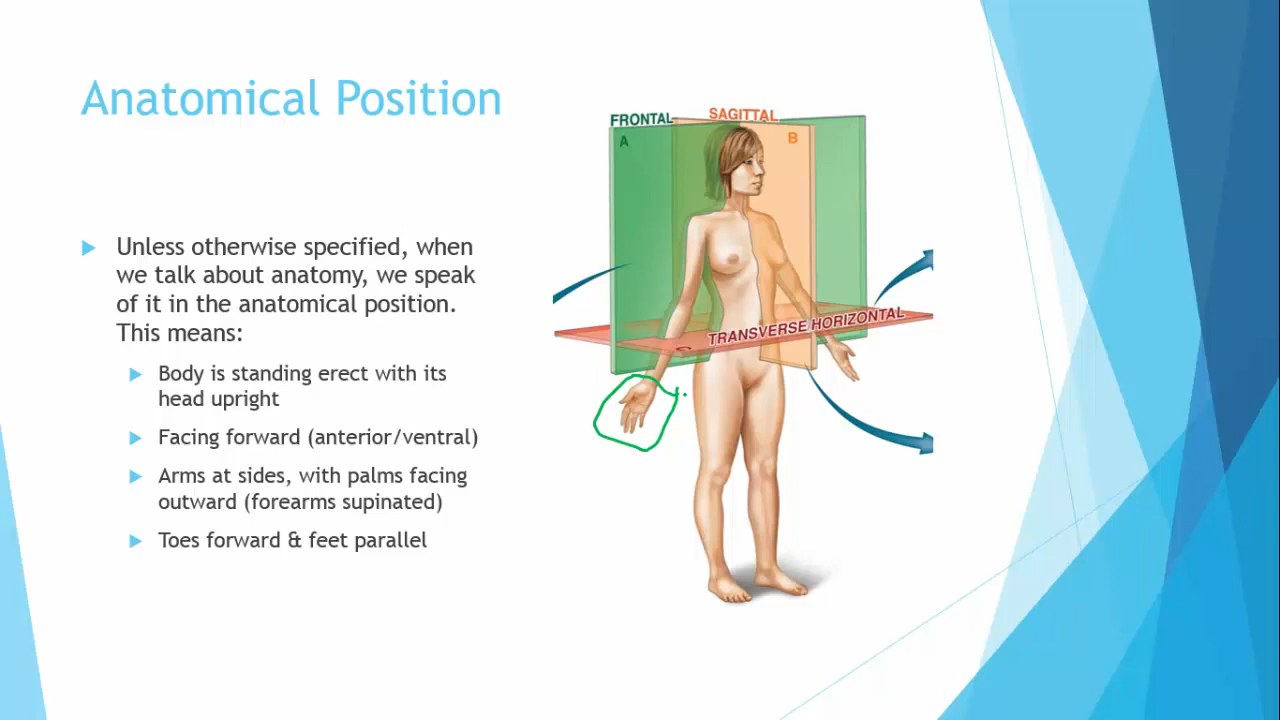 Anatomical Position
Unless otherwise specified, when
we talk about anatomy, we speak
of it in the anatomical position.
This means:
Body is standing erect with its
head upright
Facing forward (anterior/ventral)
Arms at sides, with palms facing
outward (forearms supinated)
Toes forward & feet parallel
FRONTAL
SAGITTAL
A
B
TRANSVERSE HORIZONTAL
C